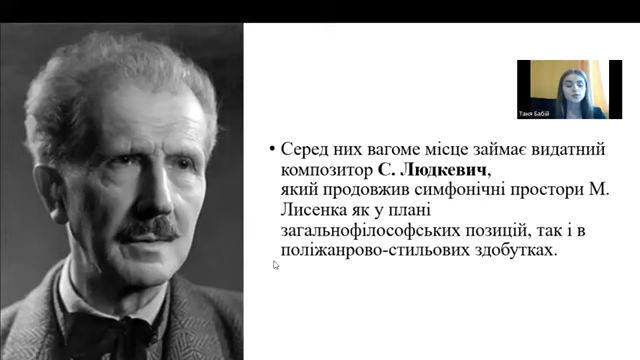 Таня Бабій
• Серед них вагоме місце займає видатний
композитор С. Людкевич,
який продовжив симфонічні простори М.
Лисенка як у плані
загальнофілософських позицій, так і в
поліжанрово-стильових здобутках.